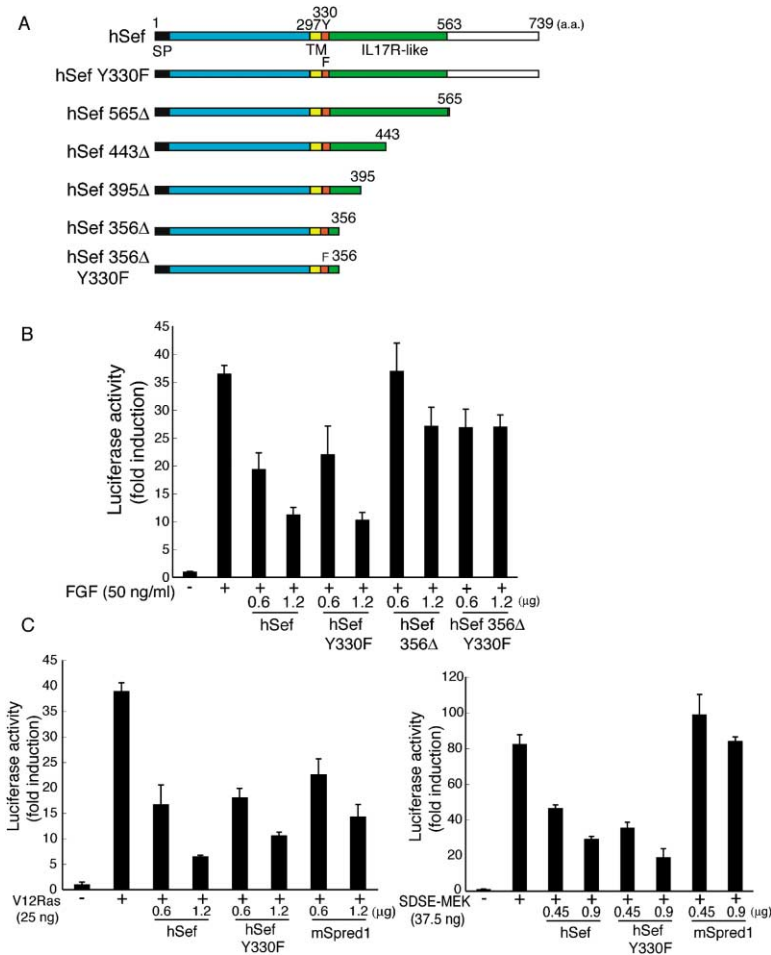 A
1 297 330 563 739 (a.a.)
Y
hSef
SP TM IL17R-like
F
hSef Y330F
565
hSef 565Δ
443
hSef 443Δ
395
hSef 395Δ
356
hSef 356Δ
hSef 356Δ F 356
Y330F
B
Luciferase activity
(fold induction)
45
40
35
30
25
20
15
10
5
0
- + + + + + + + + +
FGF (50 ng/ml)
0.6 1.2 0.6 1.2 0.6 1.2 0.6 1.2 (μg)
hSef hSef hSef hSef 356Δ
Y330F 356Δ Y330F
C
Luciferase activity
(fold induction)
45
40
35
30
25
20
15
10
5
0
V12Ras - + + + + + + +
(25 ng) 0.6 1.2 0.6 1.2 0.6 1.2 (μg)
hSef hSef mSpred1
Y330F
Luciferase activity
(fold induction)
120
100
80
60
40
20
0
SDSE-MEK - + + + + + + +
(37.5 ng) 0.45 0.9 0.45 0.9 0.45 0.9 (μg)
hSef hSef mSpred1
Y330F